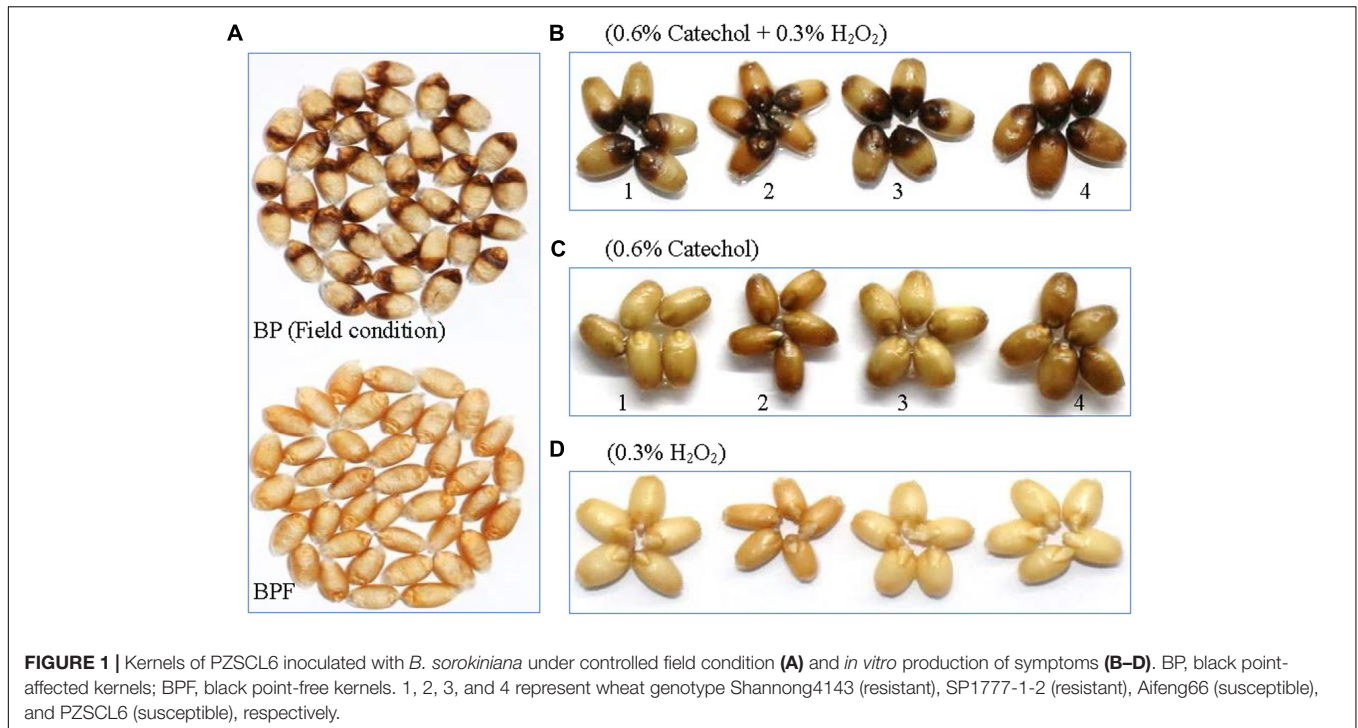 A
BP (Field condition)
BPF
B (0.6% Catechol + 0.3% H₂O₂)
1 2 3 4
C (0.6% Catechol)
1 2 3 4
D (0.3% H₂O₂)
FIGURE 1 | Kernels of PZSCL6 inoculated with B. sorokiniana under controlled field condition (A) and in vitro production of symptoms (B–D). BP, black point-
affected kernels; BPF, black point-free kernels. 1, 2, 3, and 4 represent wheat genotype Shannong4143 (resistant), SP1777-1-2 (resistant), Aifeng66 (susceptible),
and PZSCL6 (susceptible), respectively.